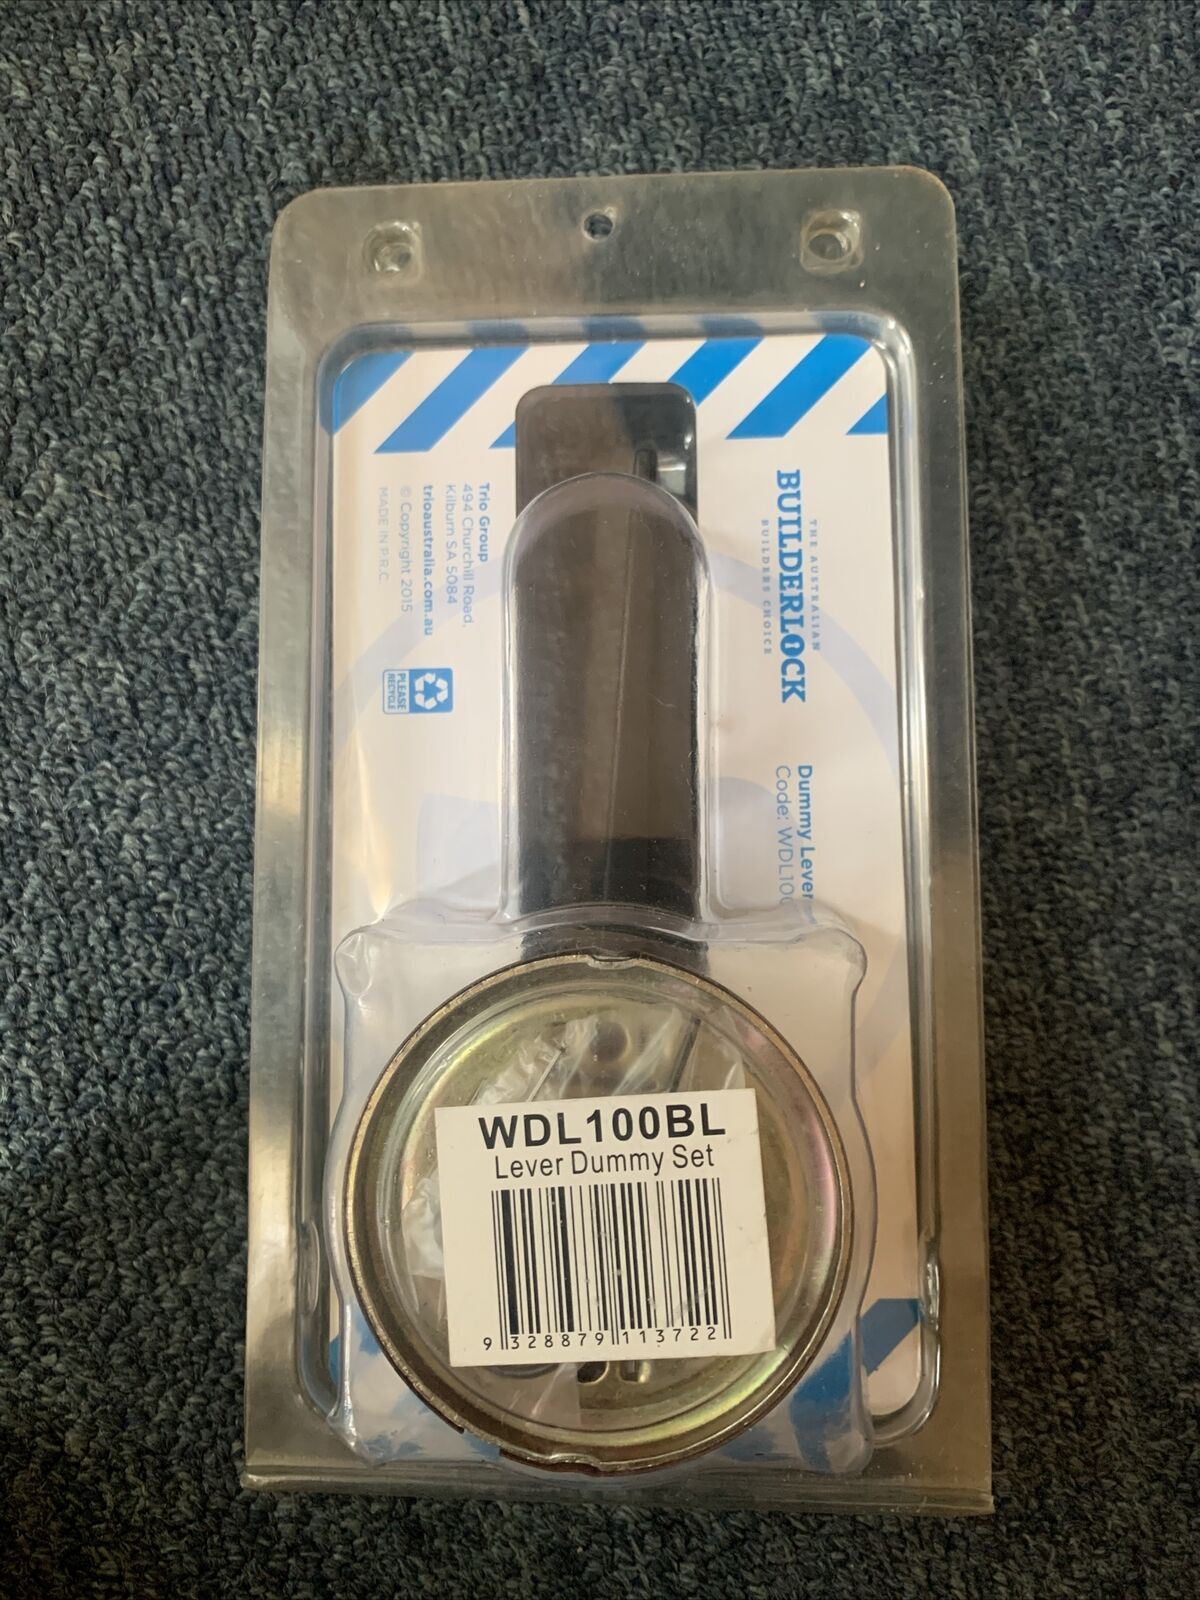 THE AUSTRALIAN
BUILDERLOCK
BUILDERS CHOICE
Dummy Lever
Code: WDL100
Trio Group
494 Churchill Road,
Kilburn SA 5084
trioaustralia.com.au
© Copyright 2015
MADE IN P.R.C.
PLEASE
RECYCLE
WDL100BL
Lever Dummy Set
9 328879 113722